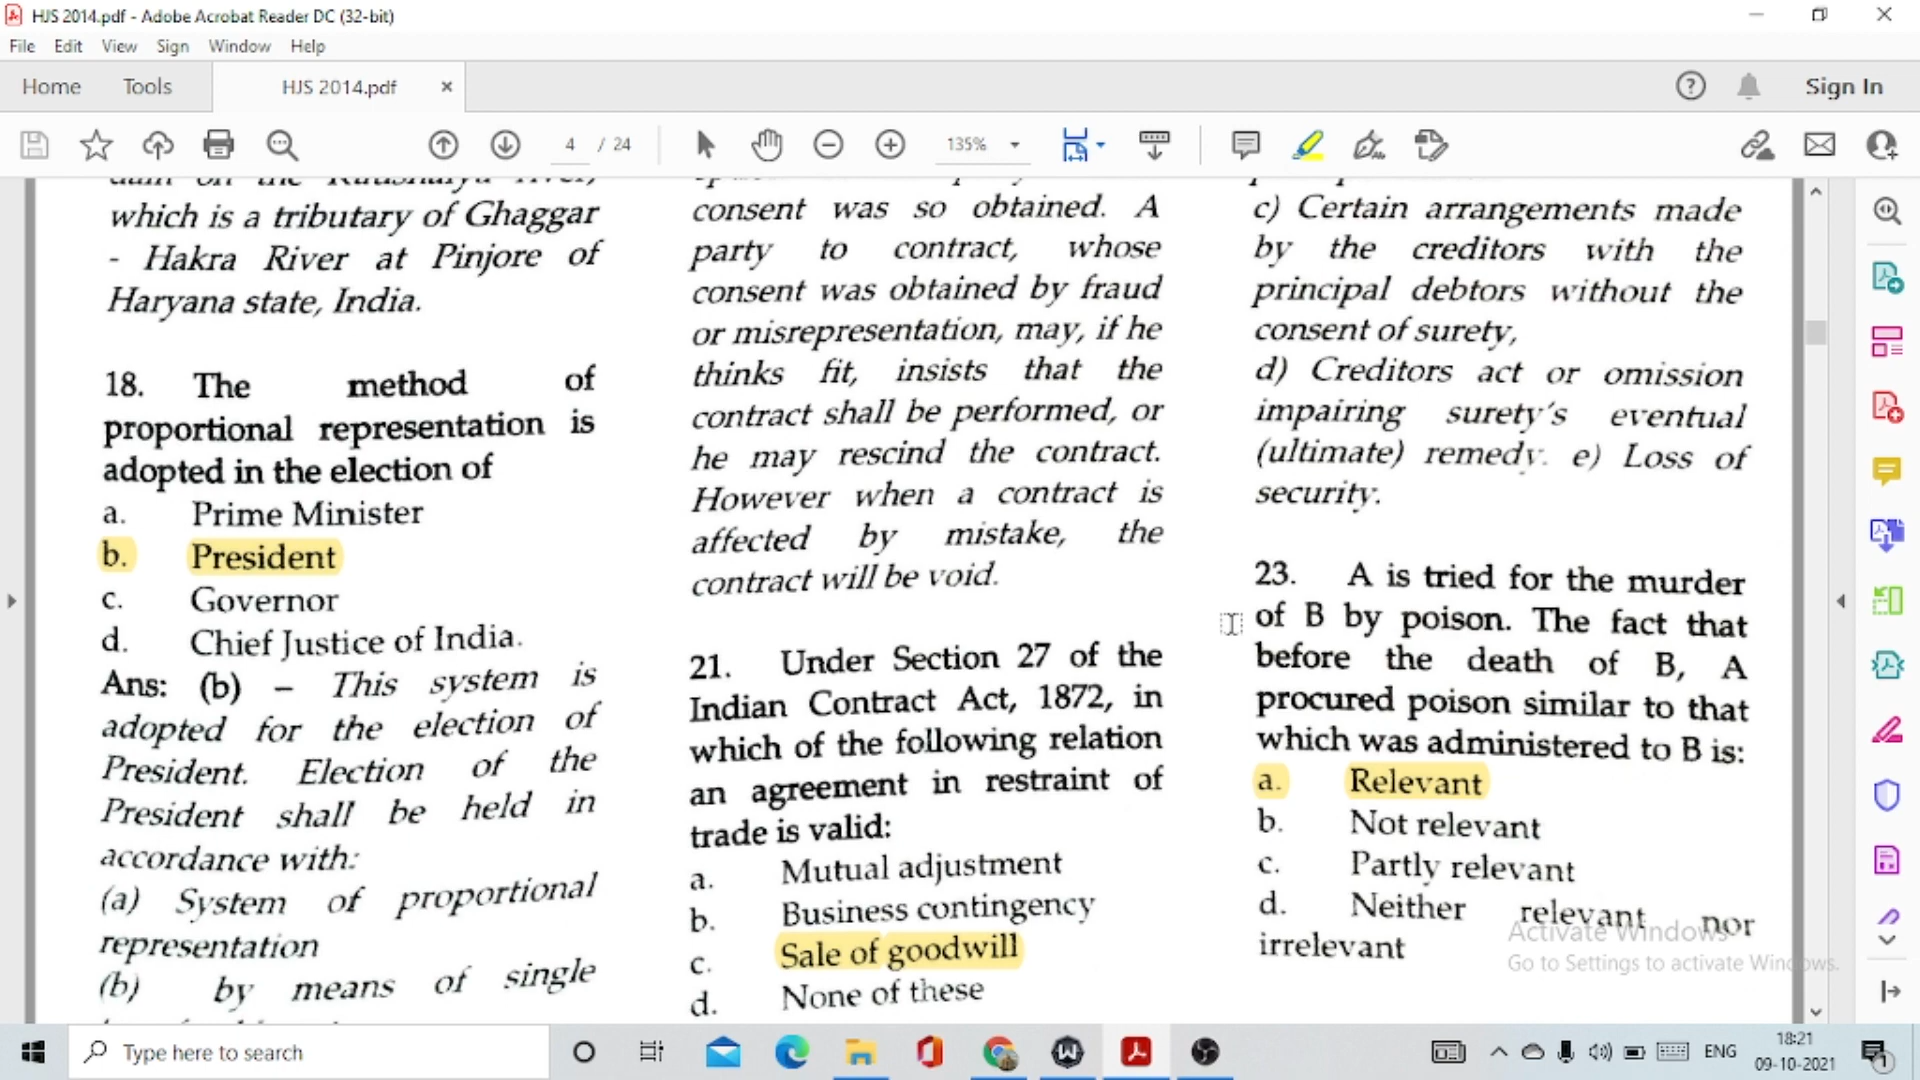 HJS 2014.pdf - Adobe Acrobat Reader DC (32-bit)
File Edit View Sign Window Help
Home Tools HJS 2014.pdf × Sign In
4 / 24 135%
which is a tributary of Ghaggar
- Hakra River at Pinjore of
Haryana state, India.
18. The method of
proportional representation is
adopted in the election of
a. Prime Minister
b. President
c. Governor
d. Chief Justice of India.
Ans: (b) – This system is
adopted for the election of
President. Election of the
President shall be held in
accordance with:
(a) System of proportional
representation
(b) by means of single
consent was so obtained. A
party to contract, whose
consent was obtained by fraud
or misrepresentation, may, if he
thinks fit, insists that the
contract shall be performed, or
he may rescind the contract.
However when a contract is
affected by mistake, the
contract will be void.
21. Under Section 27 of the
Indian Contract Act, 1872, in
which of the following relation
an agreement in restraint of
trade is valid:
a. Mutual adjustment
b. Business contingency
c. Sale of goodwill
d. None of these
c) Certain arrangements made
by the creditors with the
principal debtors without the
consent of surety,
d) Creditors act or omission
impairing surety's eventual
(ultimate) remedy. e) Loss of
security.
23. A is tried for the murder
of B by poison. The fact that
before the death of B, A
procured poison similar to that
which was administered to B is:
a. Relevant
b. Not relevant
c. Partly relevant
d. Neither relevant nor
irrelevant
Activate Windows
Go to Settings to activate Windows.
Type here to search
ENG
18:21
09-10-2021
1